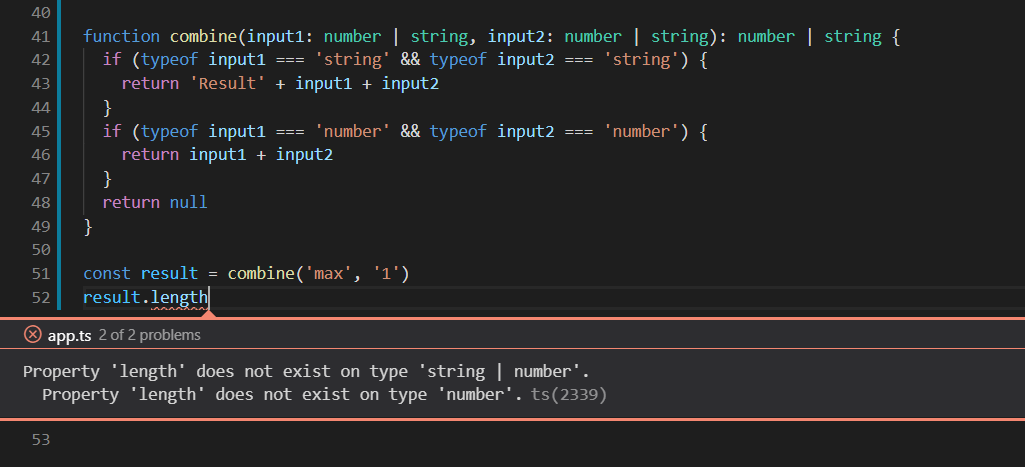 40
41 function combine(input1: number | string, input2: number | string): number | string {
42 if (typeof input1 === 'string' && typeof input2 === 'string') {
43 return 'Result' + input1 + input2
44 }
45 if (typeof input1 === 'number' && typeof input2 === 'number') {
46 return input1 + input2
47 }
48 return null
49 }
50
51 const result = combine('max', '1')
52 result.length
app.ts 2 of 2 problems
Property 'length' does not exist on type 'string | number'.
Property 'length' does not exist on type 'number'. ts(2339)
53